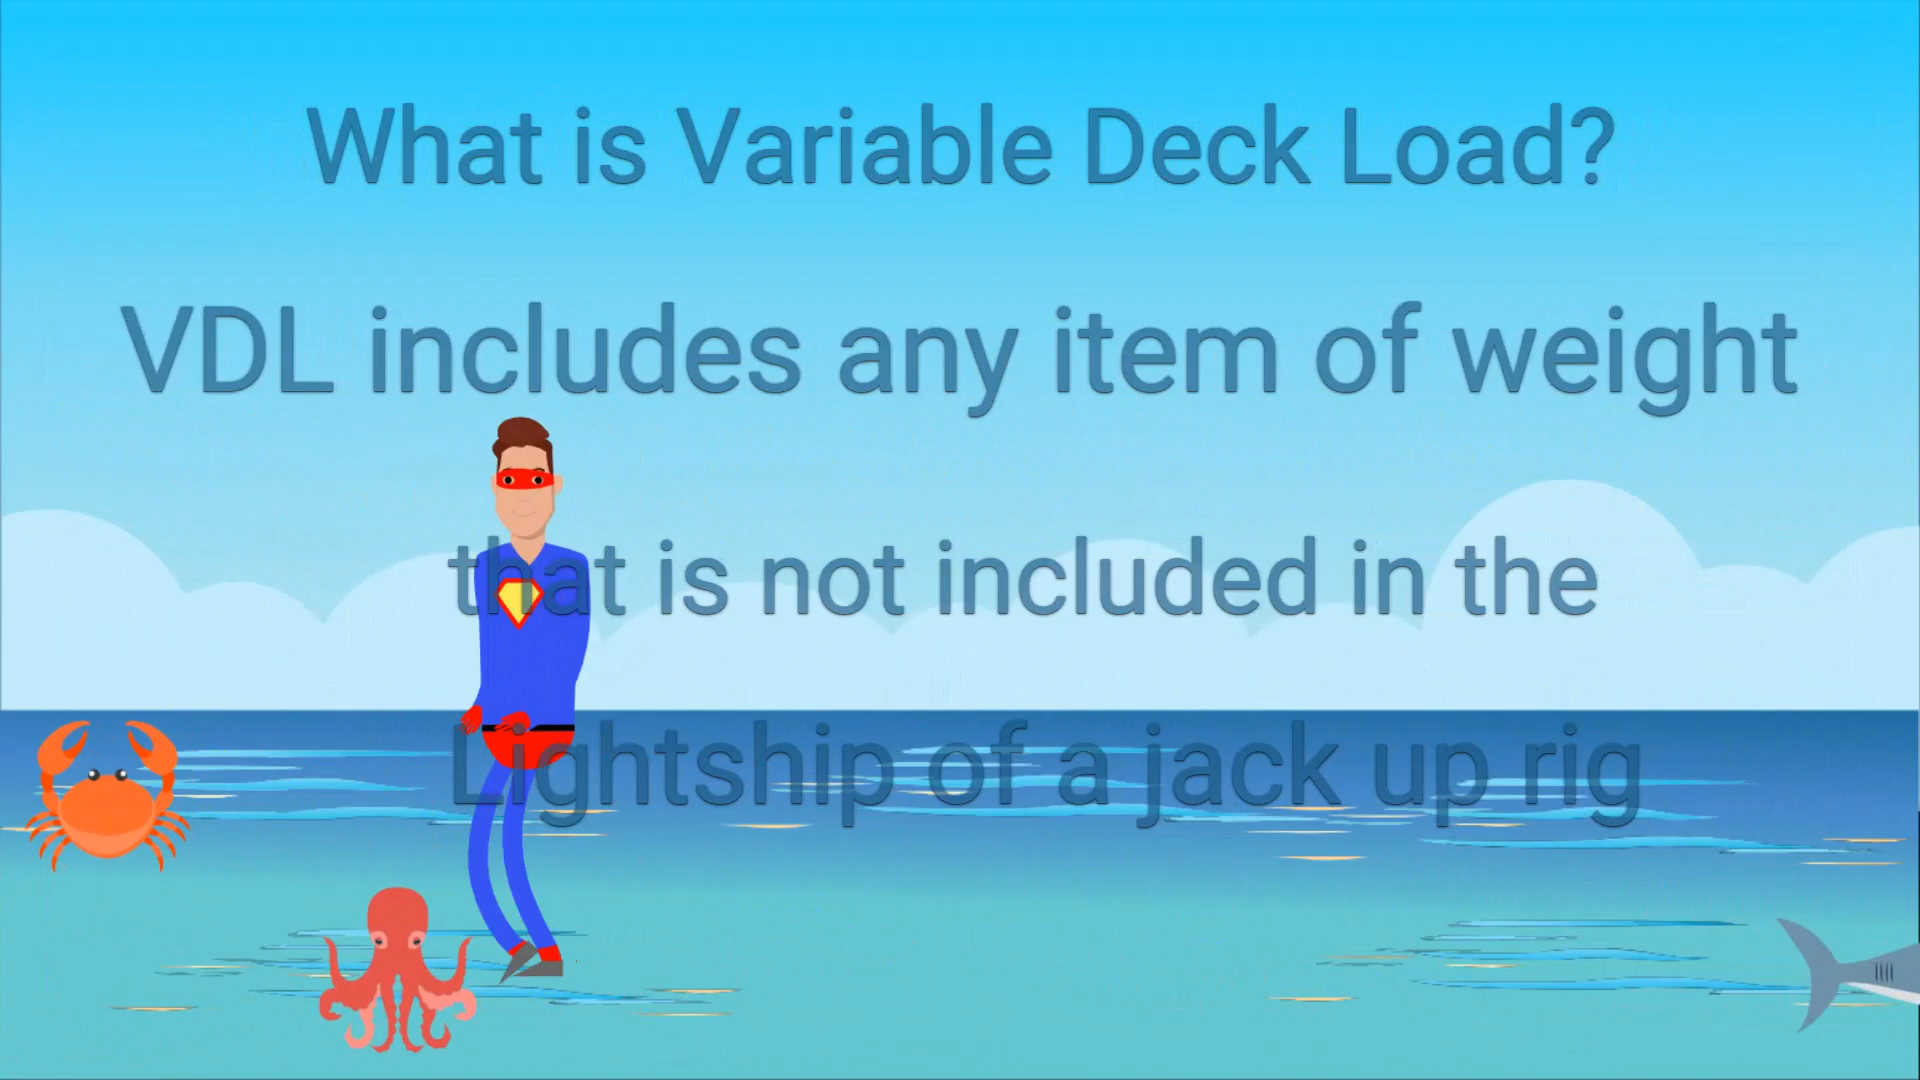 What is Variable Deck Load?
VDL includes any item of weight
that is not included in the
Lightship of a jack up rig